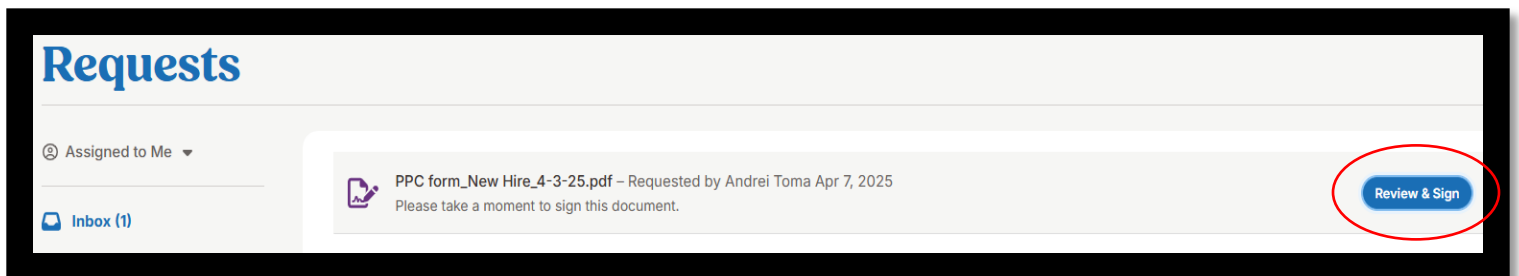 Requests
Assigned to Me
PPC form_New Hire_4-3-25.pdf – Requested by Andrei Toma Apr 7, 2025
Please take a moment to sign this document.
Review & Sign
Inbox (1)